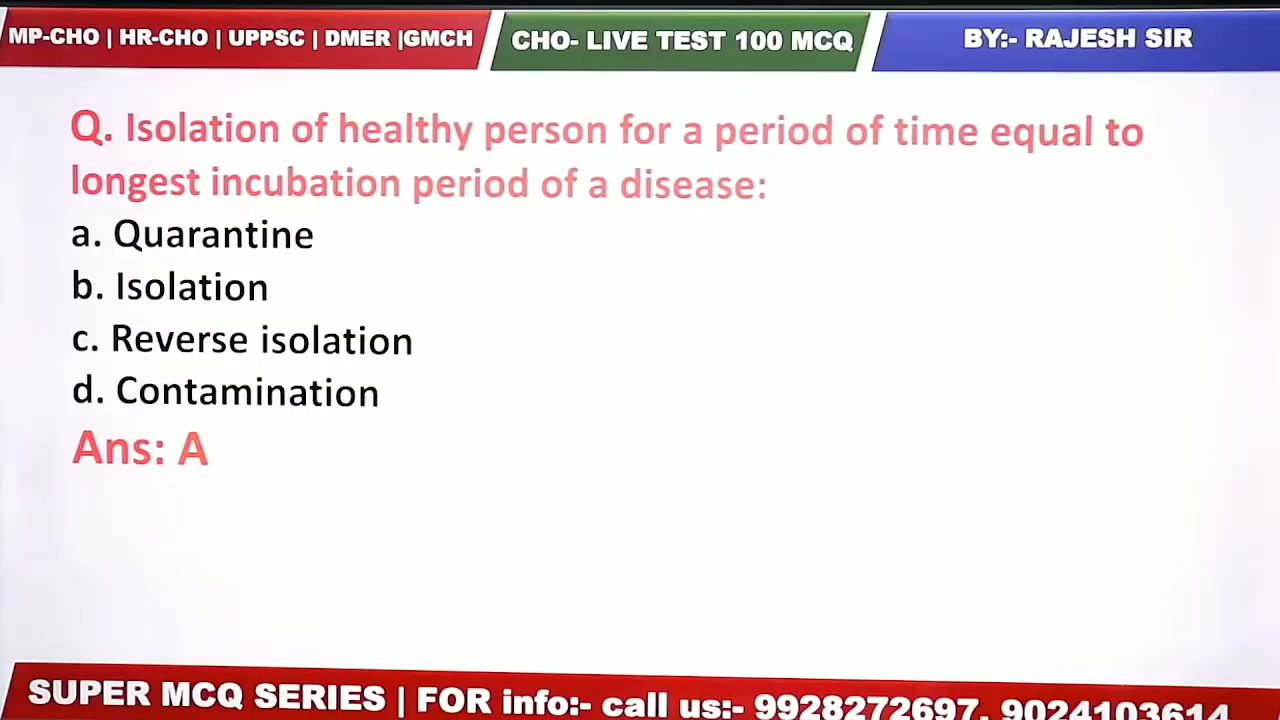 MP-CHO | HR-CHO | UPPSC | DMER |GMCH
CHO- LIVE TEST 100 MCQ
BY:- RAJESH SIR
Q. Isolation of healthy person for a period of time equal to
longest incubation period of a disease:
a. Quarantine
b. Isolation
c. Reverse isolation
d. Contamination
Ans: A
SUPER MCQ SERIES | FOR info:- call us:- 9928272697, 9024103614